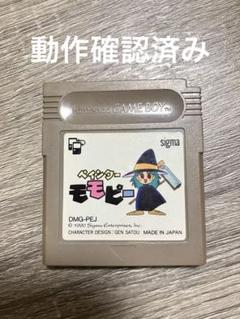 動作確認済み
Nintendo GAME BOY
sigma
ペインター
モモピー
DMG-PEJ
© 1990 Sigma Enterprises, Inc.
CHARACTER DESIGN : GEN SATOU
MADE IN JAPAN